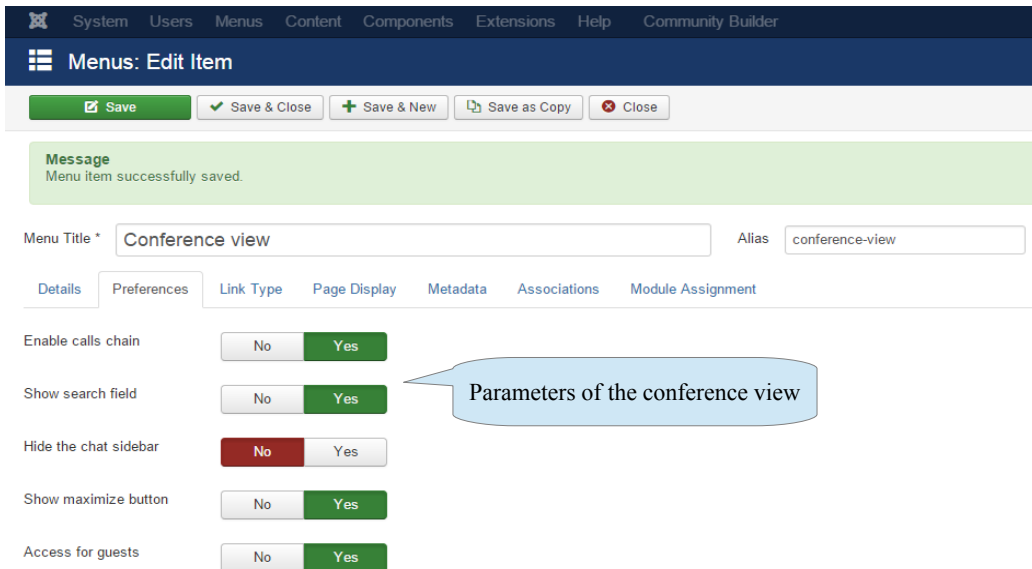 System Users Menus Content Components Extensions Help Community Builder
Menus: Edit Item
Save Save & Close Save & New Save as Copy Close
Message
Menu item successfully saved.
Menu Title * Conference view Alias conference-view
Details Preferences Link Type Page Display Metadata Associations Module Assignment
Enable calls chain No Yes
Parameters of the conference view
Show search field No Yes
Hide the chat sidebar No Yes
Show maximize button No Yes
Access for guests No Yes